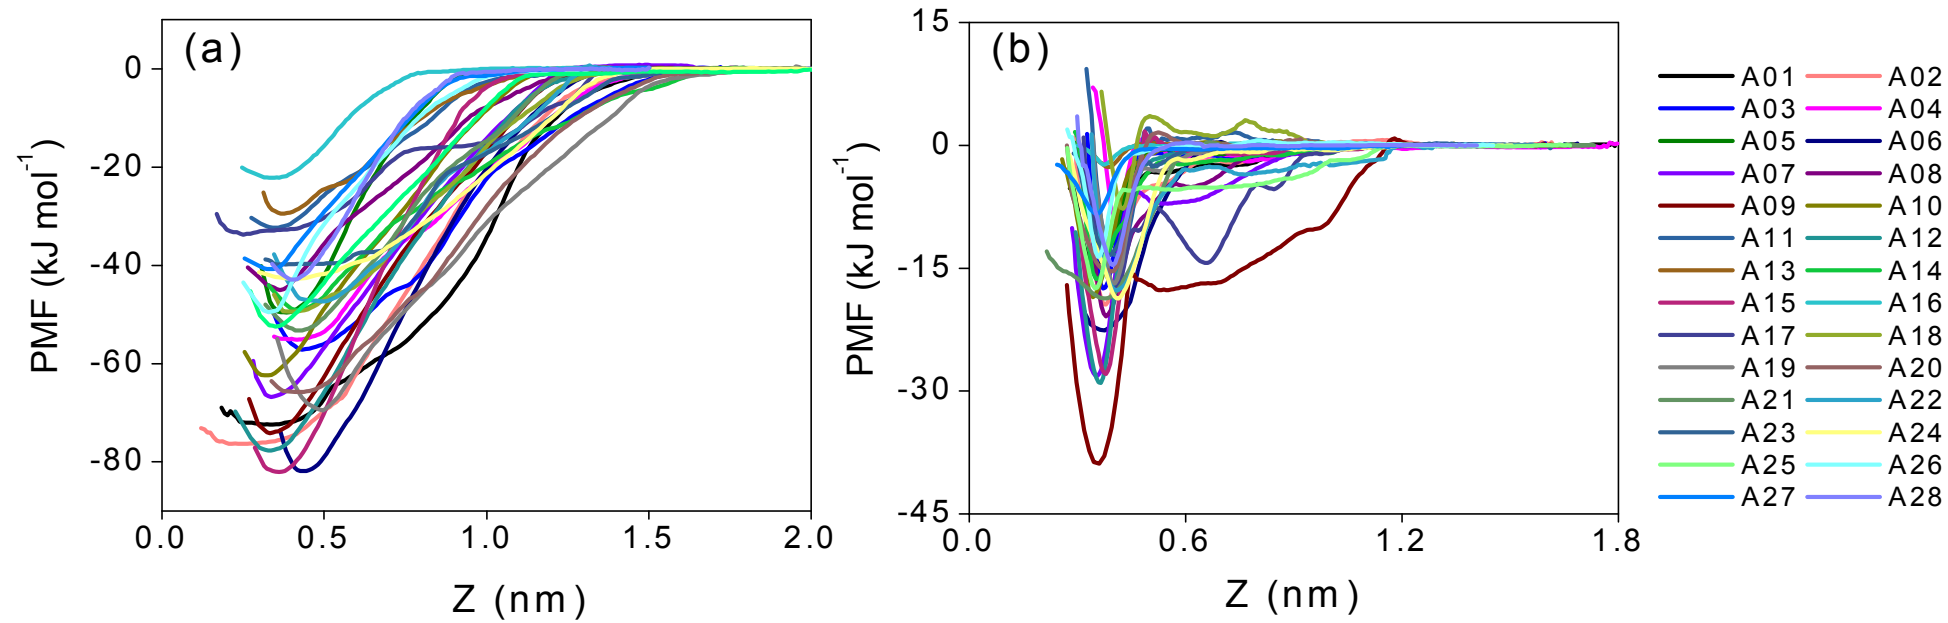 (a)
PMF (kJ mol⁻¹)
0
-20
-40
-60
-80
0.0 0.5 1.0 1.5 2.0
Z (nm)
(b)
PMF (kJ mol⁻¹)
15
0
-15
-30
-45
0.0 0.6 1.2 1.8
Z (nm)
A01 A02
A03 A04
A05 A06
A07 A08
A09 A10
A11 A12
A13 A14
A15 A16
A17 A18
A19 A20
A21 A22
A23 A24
A25 A26
A27 A28